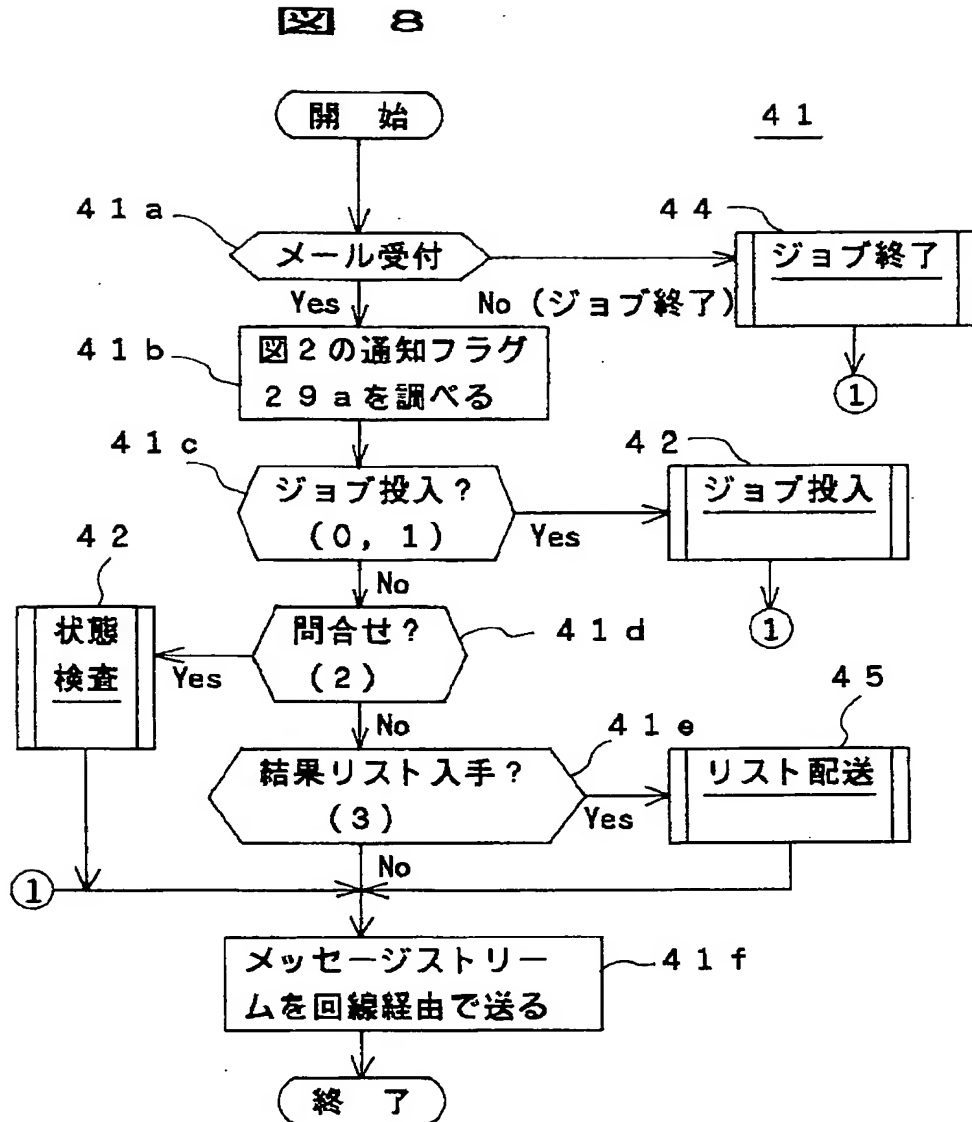 図 8
開 始
41
41a
メール受付
44
ジョブ終了
Yes
No(ジョブ終了)
①
41b
図2の通知フラグ
29aを調べる
41c
ジョブ投入?
(0,1)
Yes
42
ジョブ投入
①
No
42
状態
検査
Yes
問合せ?
(2)
41d
No
41e
結果リスト入手?
(3)
Yes
45
リスト配送
No
①
メッセージストリー
ムを回線経由で送る
41f
終 了